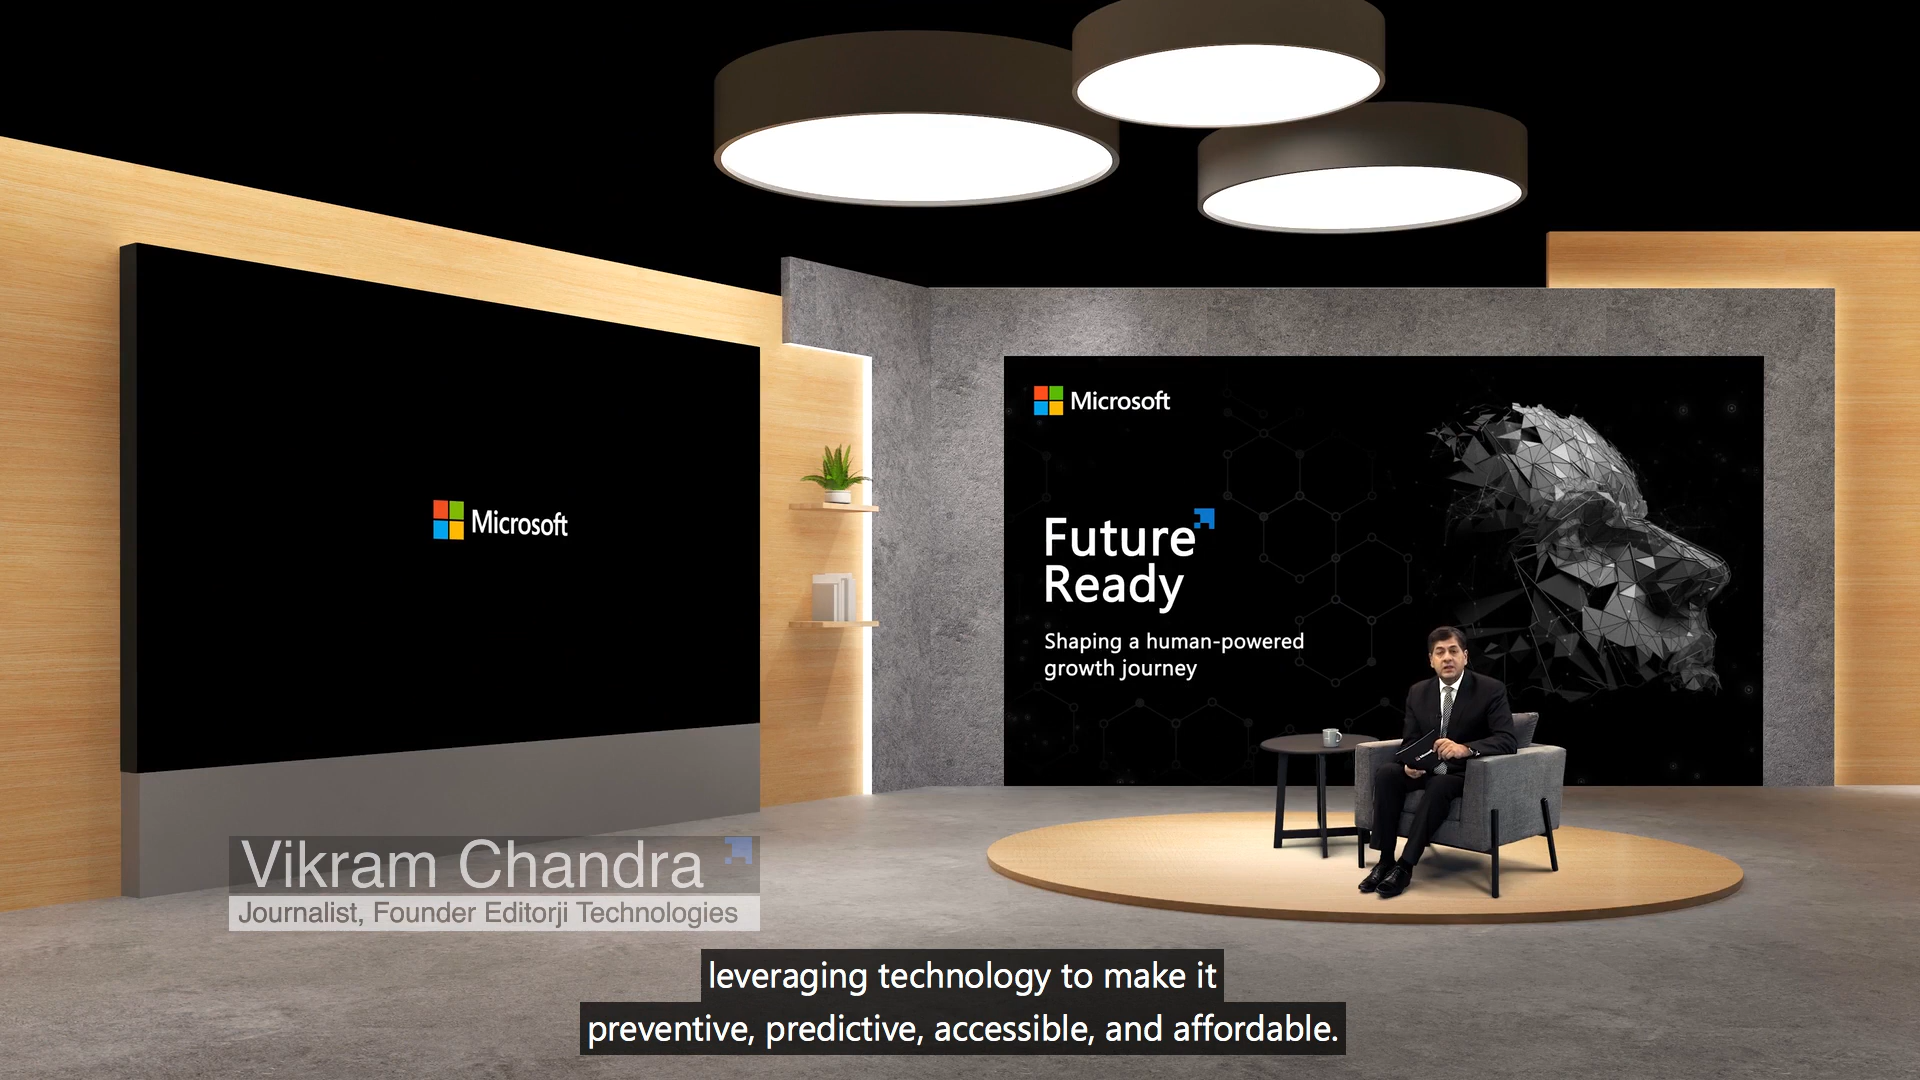 Microsoft
Microsoft
Future
Ready
Shaping a human-powered
growth journey
Vikram Chandra
Journalist, Founder Editorji Technologies
leveraging technology to make it
preventive, predictive, accessible, and affordable.